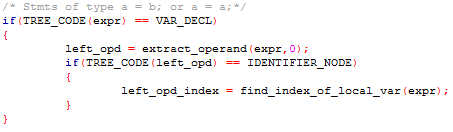 /* Stmts of type a = b; or a = a;*/
if(TREE_CODE(expr) == VAR_DECL)
{
left_opd = extract_operand(expr,0);
if(TREE_CODE(left_opd) == IDENTIFIER_NODE)
{
left_opd_index = find_index_of_local_var(expr);
}
}